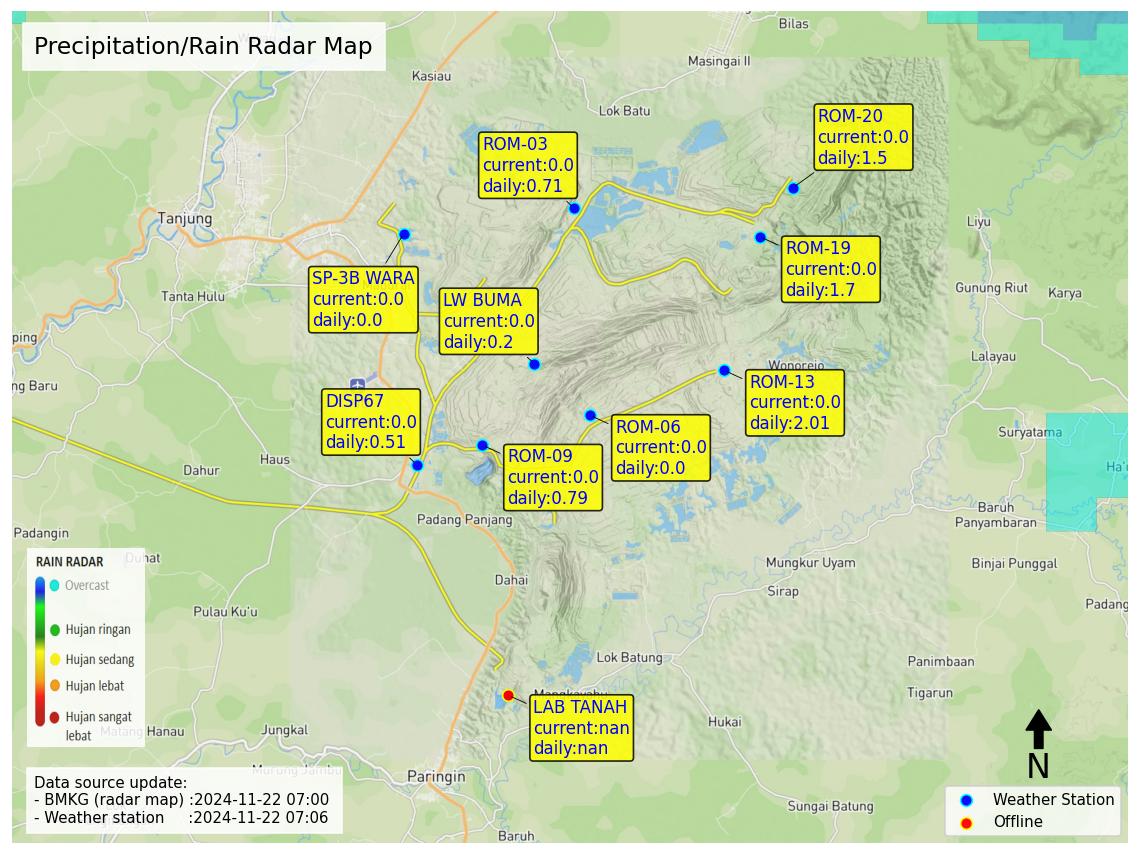 Precipitation/Rain Radar Map
Bilas
Masingai II
Kasiau
Lok Batu
ROM-20
current:0.0
daily:1.5
ROM-03
current:0.0
daily:0.71
Tanjung
Liyu
ROM-19
current:0.0
daily:1.7
SP-3B WARA
current:0.0
daily:0.0
Tanta Hulu
LW BUMA
current:0.0
daily:0.2
Gunung Riut
Karya
ping
Lalayau
Wonorejo
ng Baru
ROM-13
current:0.0
daily:2.01
DISP67
current:0.0
daily:0.51
ROM-06
current:0.0
daily:0.0
Suryatama
ROM-09
current:0.0
daily:0.79
Haus
Dahur
Ha'u
Baruh
Panyambaran
Padang Panjang
Padangin
Duhat
Mungkur Uyam
Binjai Punggal
Dahai
Sirap
Padang
Pulau Ku'u
RAIN RADAR
Overcast
Hujan ringan
Hujan sedang
Hujan lebat
Hujan sangat
lebat
Lok Batung
Panimbaan
Tigarun
LAB TANAH
current:nan
daily:nan
Hukai
Matang Hanau
Jungkal
Murung Jambu
Paringin
N
Data source update:
- BMKG (radar map) :2024-11-22 07:00
- Weather station :2024-11-22 07:06
Sungai Batung
Baruh
Weather Station
Offline